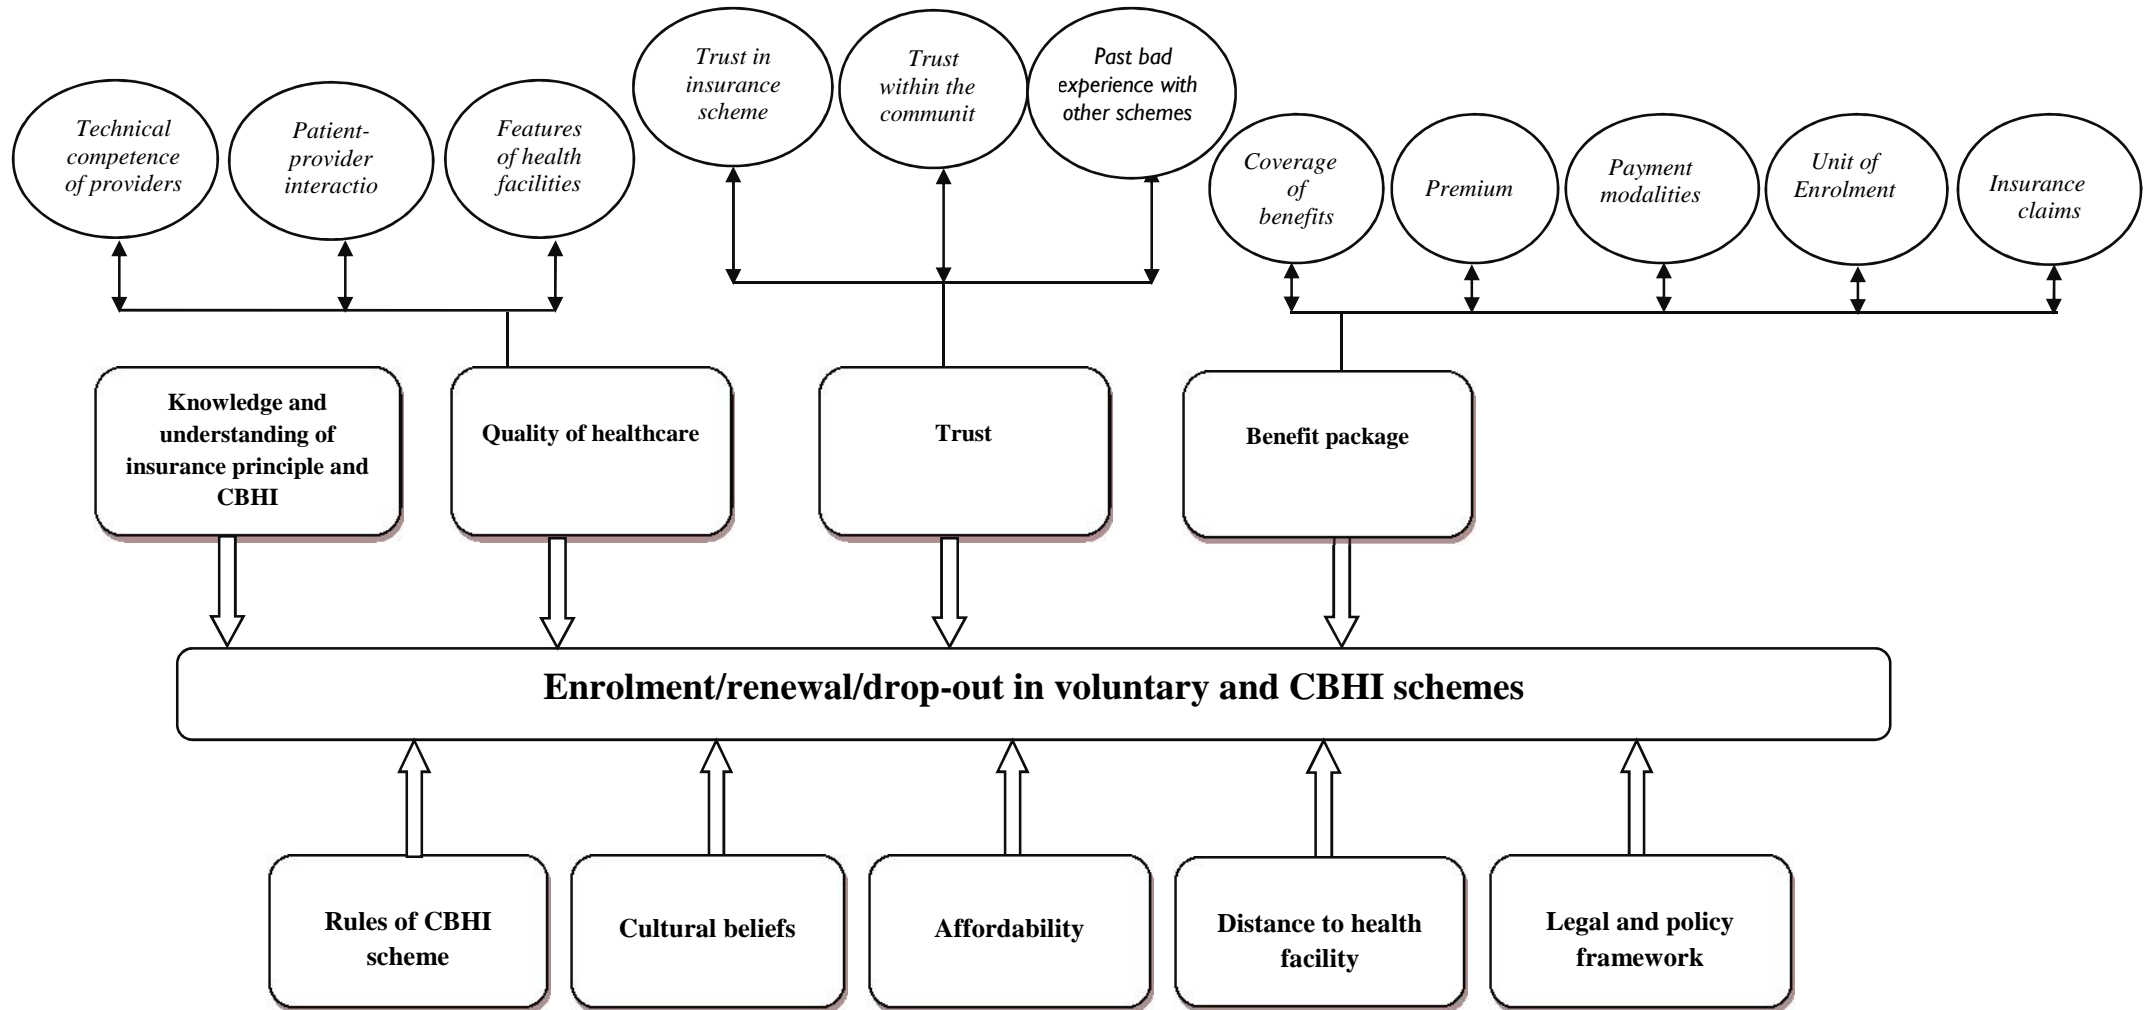 Technical
competence
of providers
Patient-
provider
interactio
Features
of health
facilities
Trust in
insurance
scheme
Trust
within the
communit
Past bad
experience with
other schemes
Coverage
of
benefits
Premium
Payment
modalities
Unit of
Enrolment
Insurance
claims
Knowledge and
understanding of
insurance principle and
CBHI
Quality of healthcare
Trust
Benefit package
Enrolment/renewal/drop-out in voluntary and CBHI schemes
Rules of CBHI
scheme
Cultural beliefs
Affordability
Distance to health
facility
Legal and policy
framework